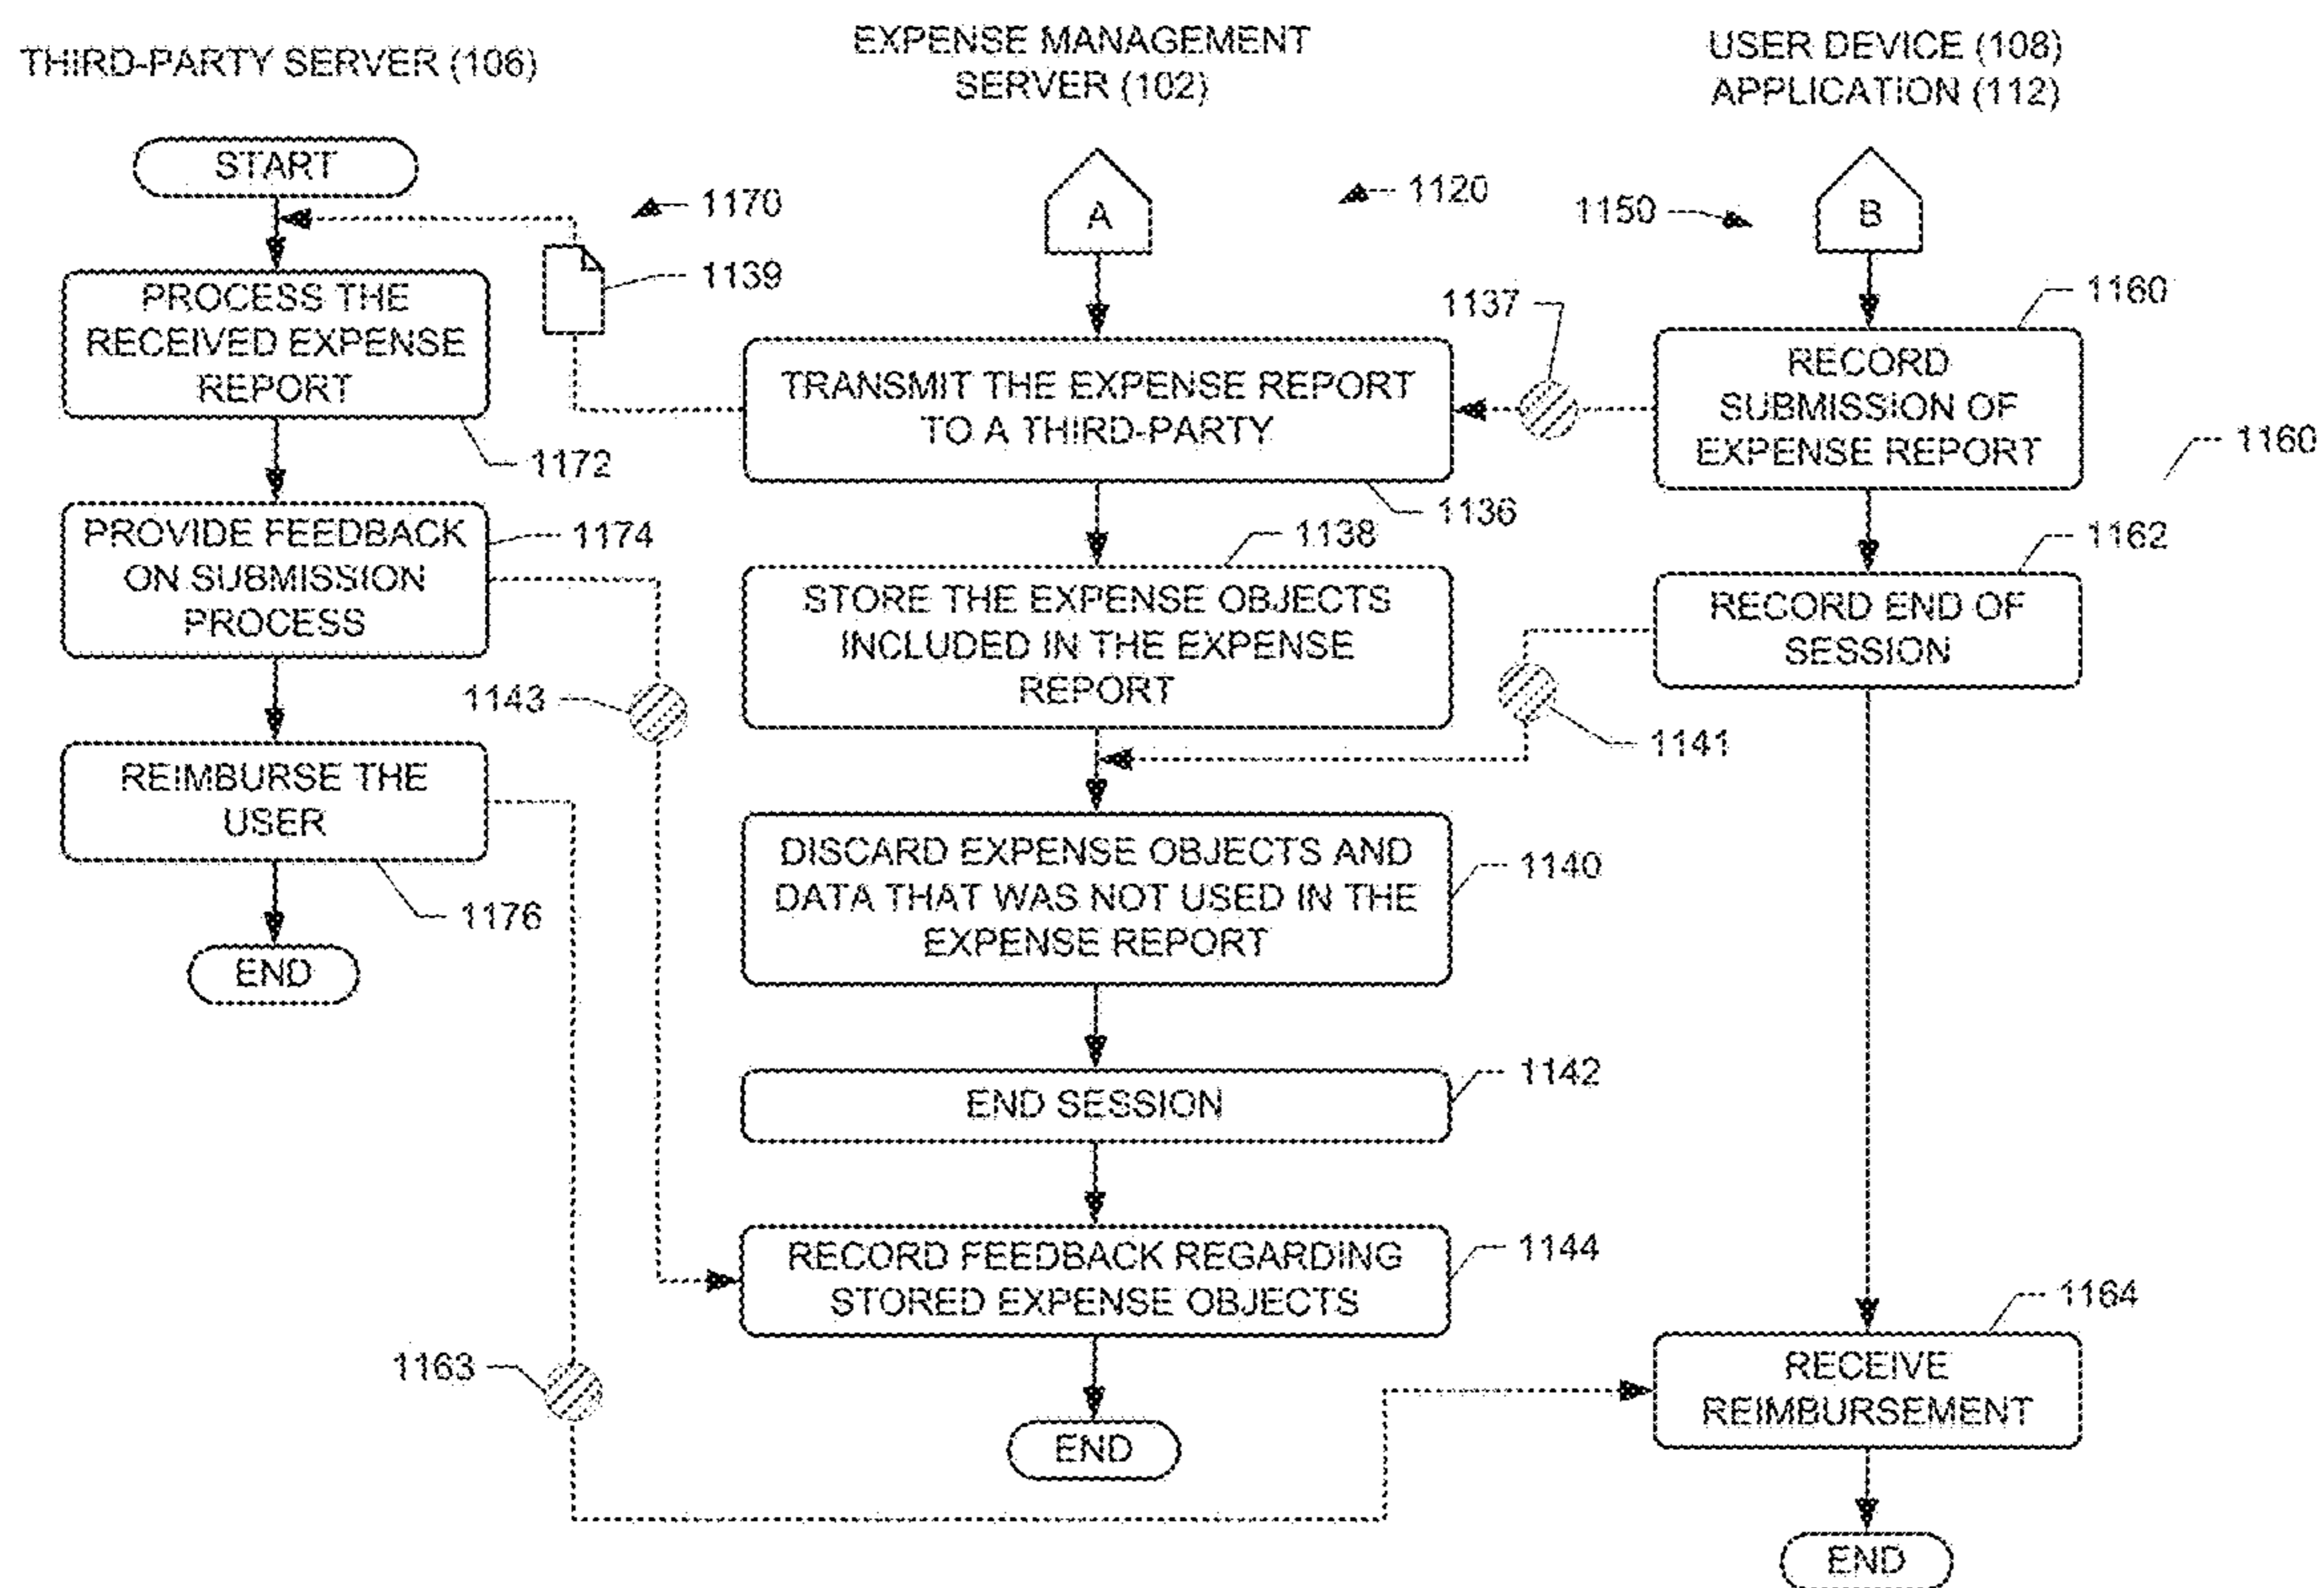 THIRD-PARTY SERVER (106)
EXPENSE MANAGEMENT
SERVER (102)
USER DEVICE (108)
APPLICATION (112)
START
1170
A
1120
1150
B
1139
PROCESS THE
RECEIVED EXPENSE
REPORT
1172
TRANSMIT THE EXPENSE REPORT
TO A THIRD-PARTY
1136
1137
RECORD
SUBMISSION OF
EXPENSE REPORT
1160
1160
PROVIDE FEEDBACK
ON SUBMISSION
PROCESS
1174
1138
STORE THE EXPENSE OBJECTS
INCLUDED IN THE EXPENSE
REPORT
1162
RECORD END OF
SESSION
1143
1141
REIMBURSE THE
USER
1176
END
DISCARD EXPENSE OBJECTS AND
DATA THAT WAS NOT USED IN THE
EXPENSE REPORT
1140
END SESSION
1142
RECORD FEEDBACK REGARDING
STORED EXPENSE OBJECTS
1144
1164
RECEIVE
REIMBURSEMENT
1163
END
END